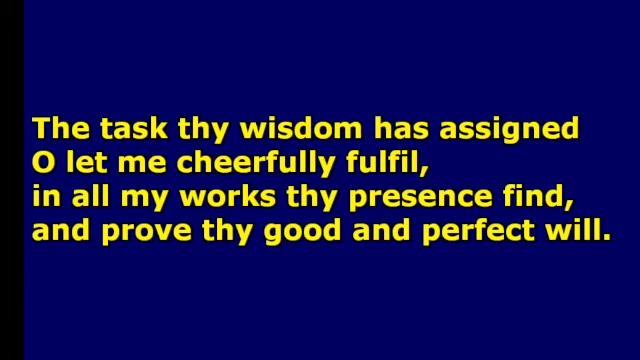 The task thy wisdom has assigned
O let me cheerfully fulfil,
in all my works thy presence find,
and prove thy good and perfect will.